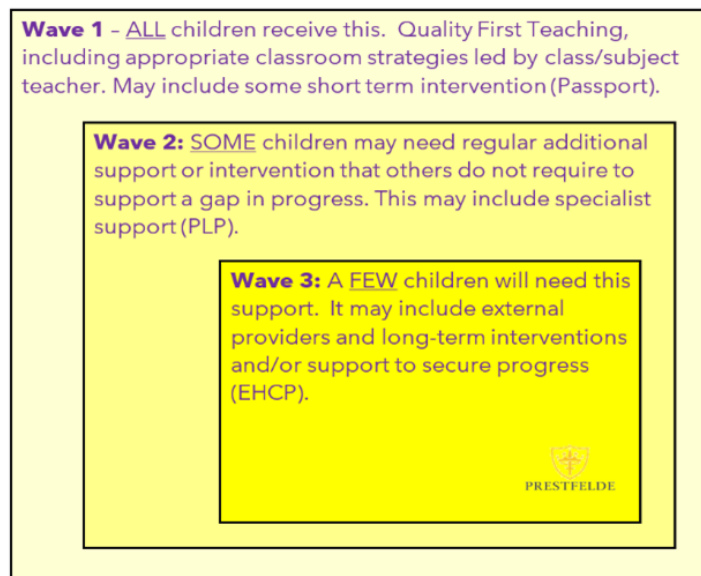 Wave 1 – ALL children receive this. Quality First Teaching,
including appropriate classroom strategies led by class/subject
teacher. May include some short term intervention (Passport).
Wave 2: SOME children may need regular additional
support or intervention that others do not require to
support a gap in progress. This may include specialist
support (PLP).
Wave 3: A FEW children will need this
support. It may include external
providers and long-term interventions
and/or support to secure progress
(EHCP).
PRESTFELDE